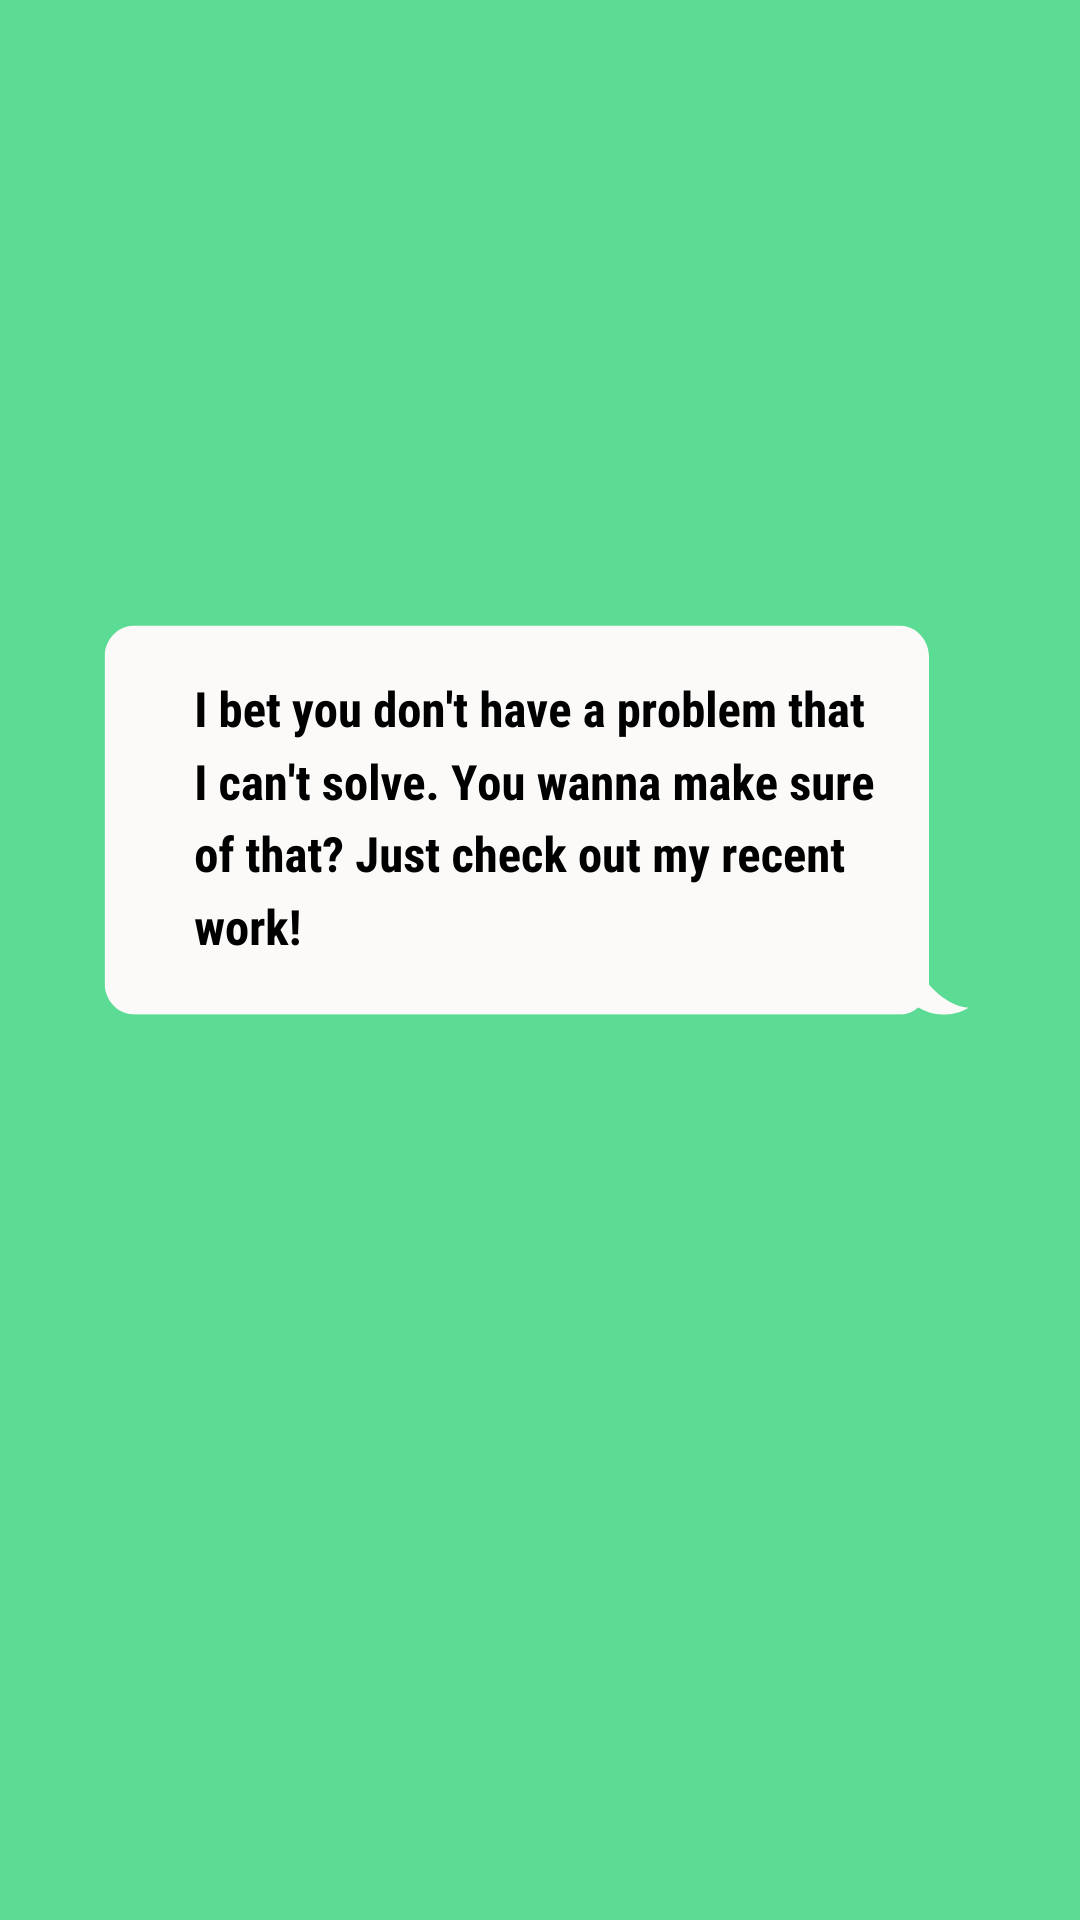 I bet you don't have a problem that
I can't solve. You wanna make sure
of that? Just check out my recent
work!